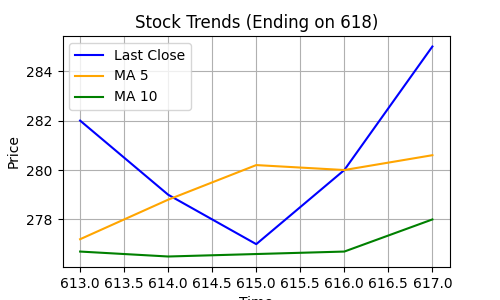 Stock Trends (Ending on 618)
Last Close
MA 5
MA 10
Price
284
282
280
278
613.0 613.5 614.0 614.5 615.0 615.5 616.0 616.5 617.0
Time